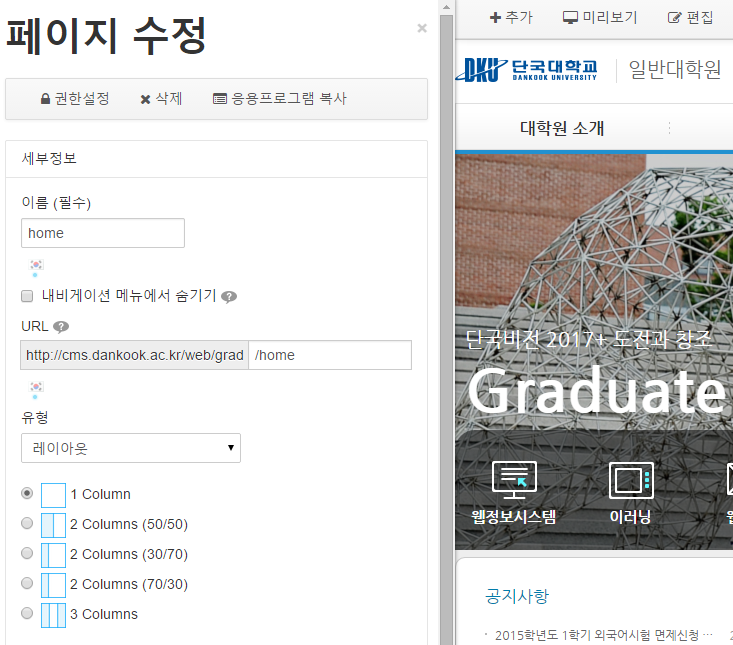 페이지 수정
×
권한설정 삭제 응용프로그램 복사
세부정보
이름 (필수)
home
내비게이션 메뉴에서 숨기기 ?
URL ?
http://cms.dankook.ac.kr/web/grad /home
유형
레이아웃
1 Column
2 Columns (50/50)
2 Columns (30/70)
2 Columns (70/30)
3 Columns
추가 미리보기 편집
DKU 단국대학교 일반대학원
DANKOOK UNIVERSITY
대학원 소개
단국비전 2017+ 도전과 창조
Graduate
웹정보시스템 이러닝
공지사항
2015학년도 1학기 외국어시험 면제신청 ···